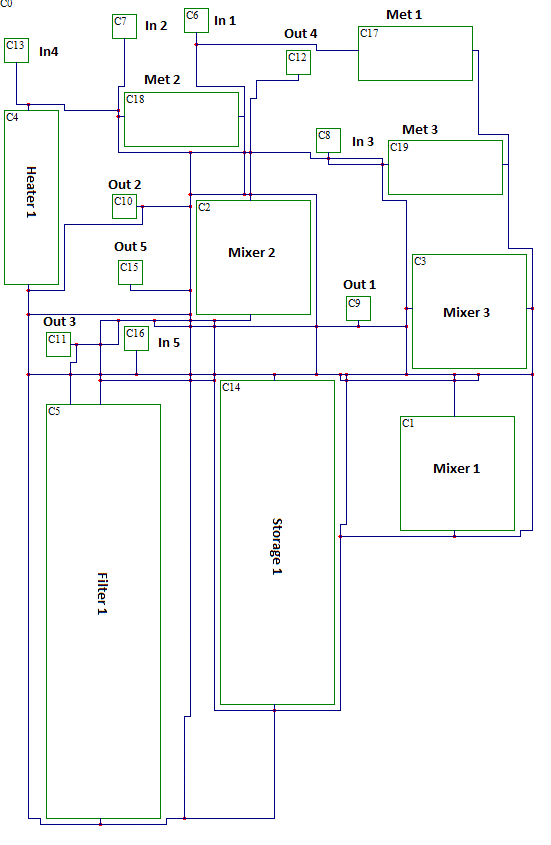 C0
C7
In 2
C6
In 1
Met 1
C17
Out 4
C12
C13
In4
Met 2
C18
C4
Heater 1
C8
In 3
Met 3
C19
Out 2
C10
C2
Mixer 2
Out 5
C15
C3
Mixer 3
Out 1
C9
Out 3
C11
C16
In 5
C5
Filter 1
C14
Storage 1
C1
Mixer 1